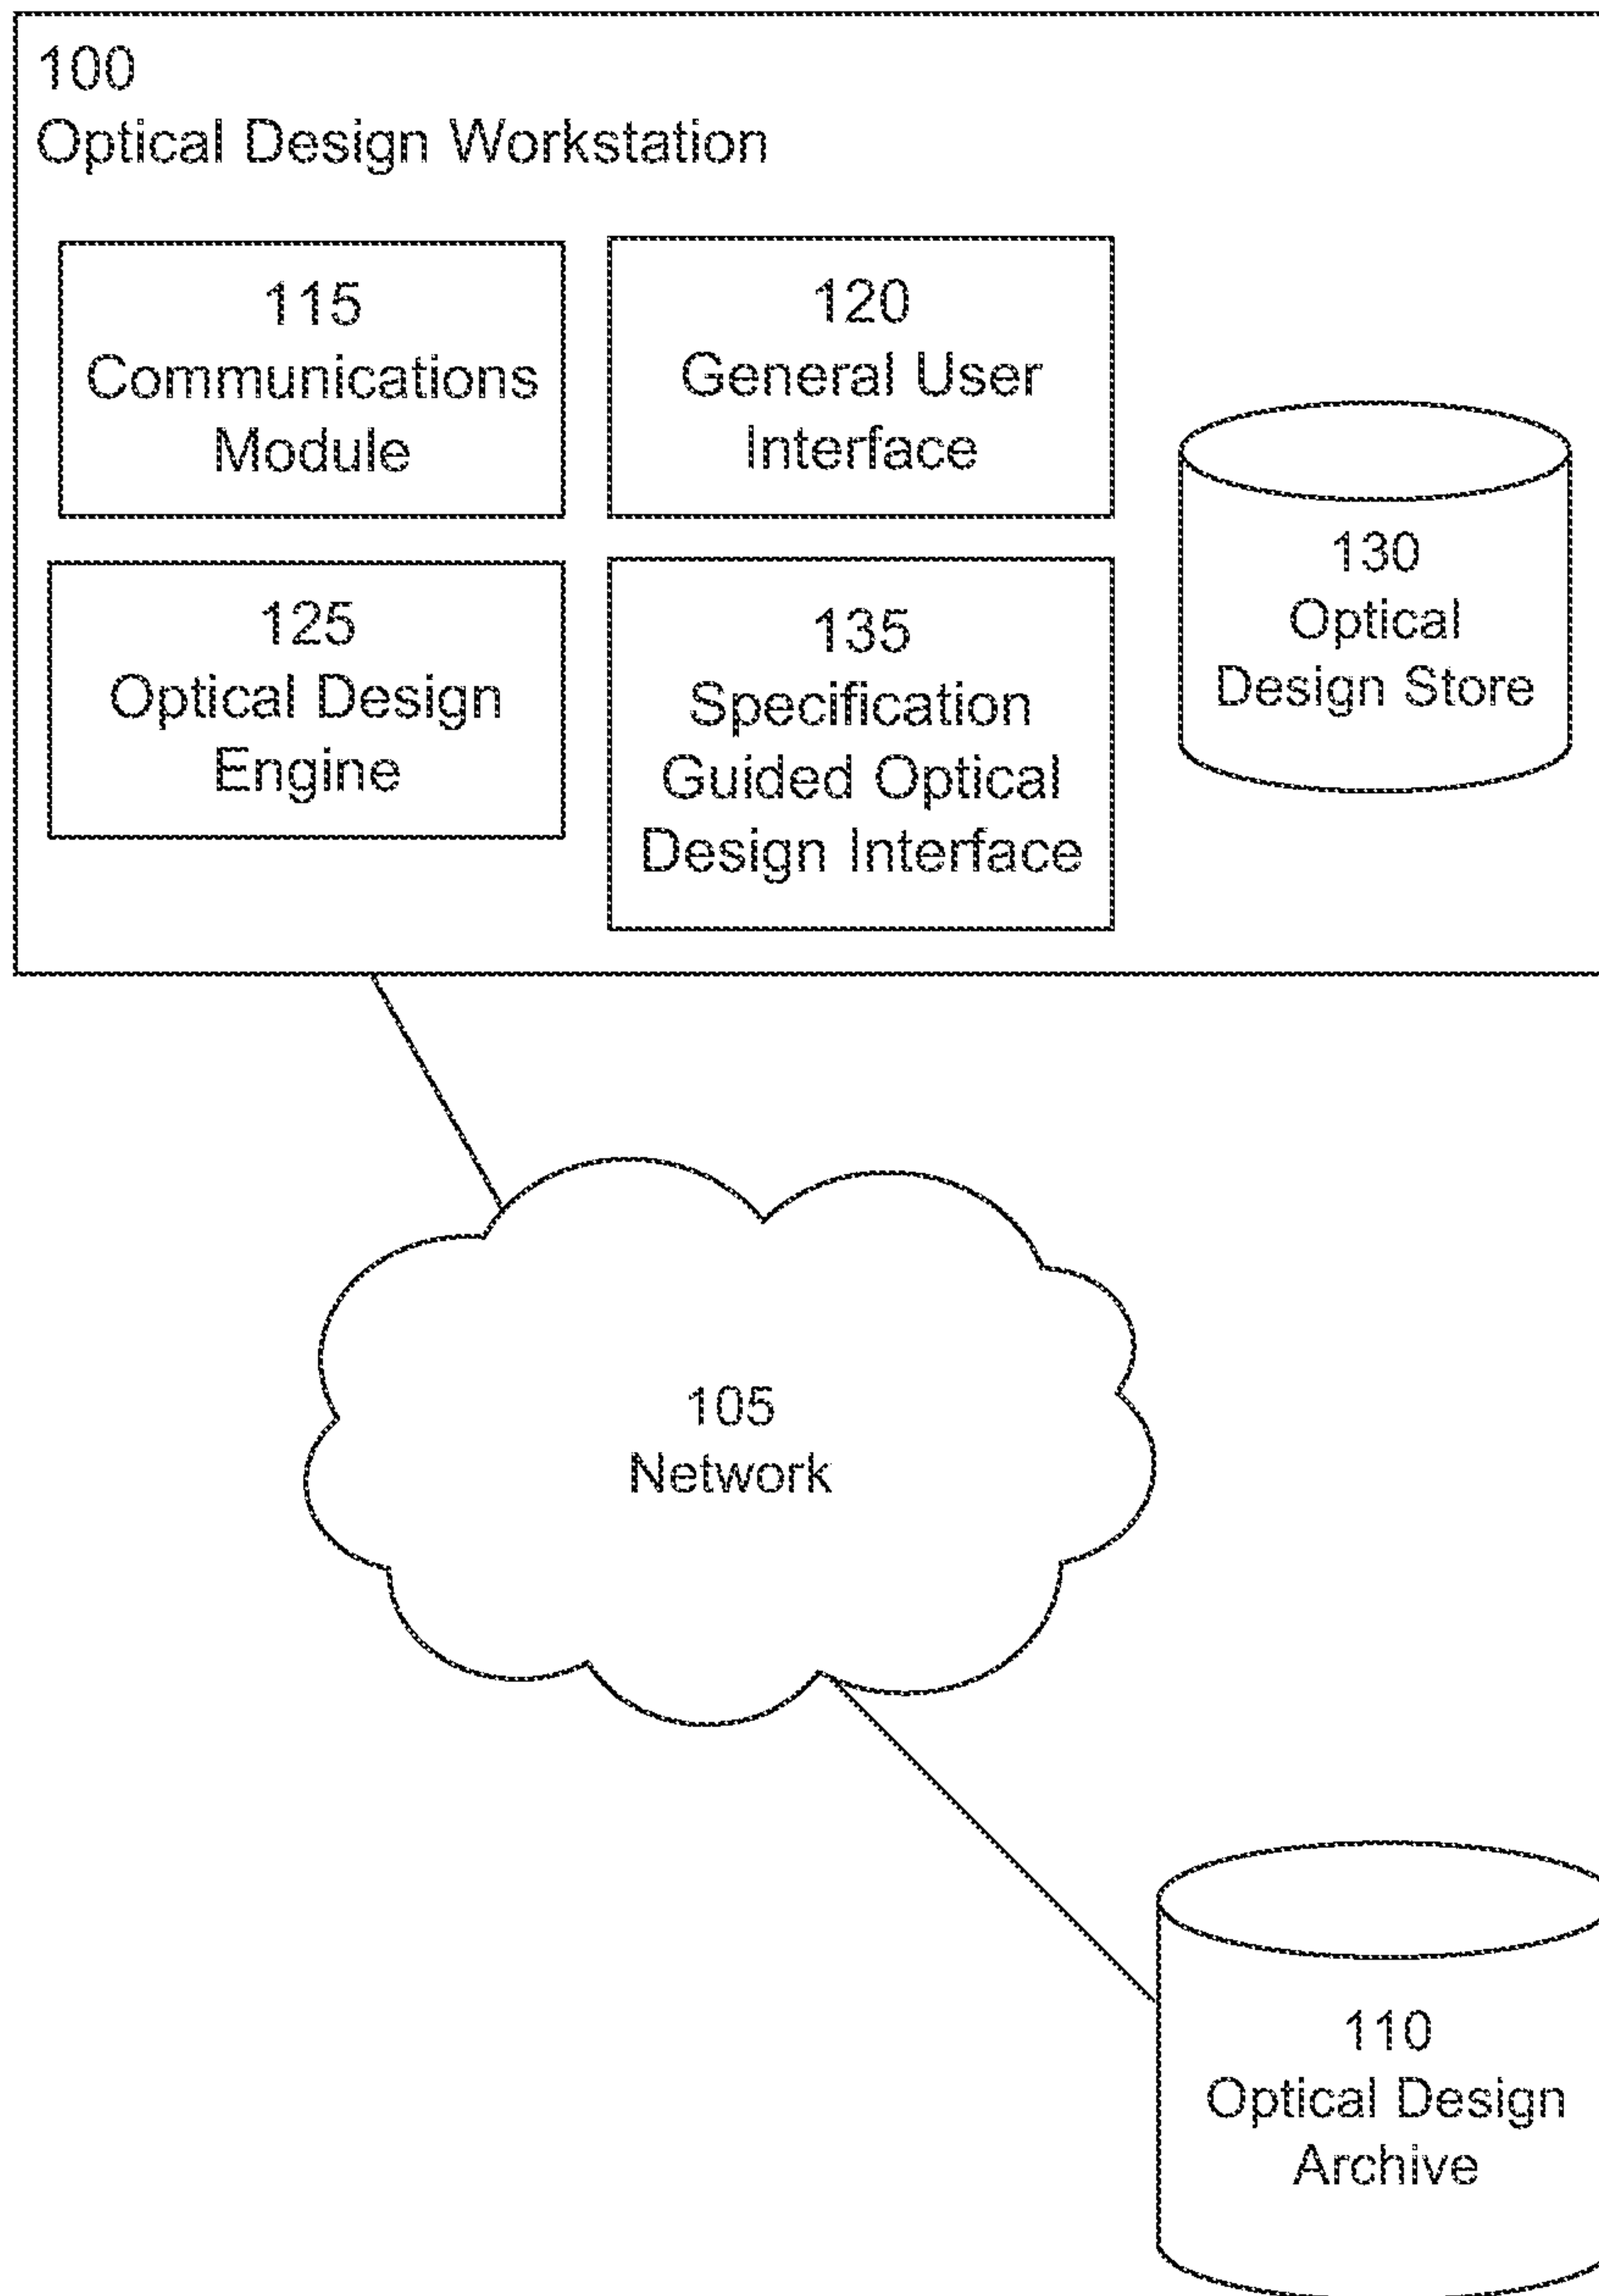 100
Optical Design Workstation
115
Communications
Module
120
General User
Interface
125
Optical Design
Engine
135
Specification
Guided Optical
Design Interface
130
Optical
Design Store
105
Network
110
Optical Design
Archive